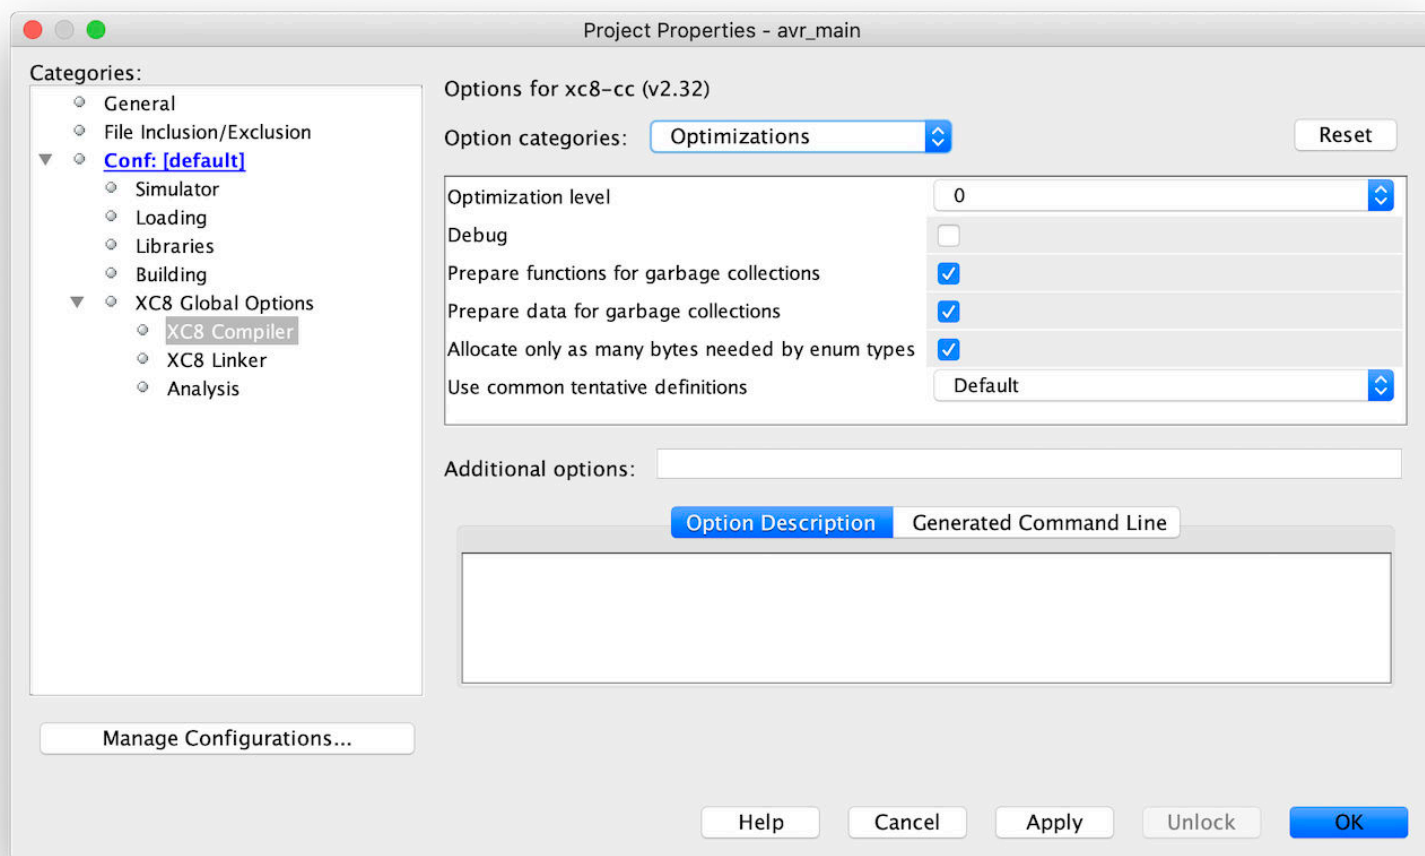 Project Properties - avr_main
Categories:
General
File Inclusion/Exclusion
Conf: [default]
Simulator
Loading
Libraries
Building
XC8 Global Options
XC8 Compiler
XC8 Linker
Analysis
Manage Configurations...
Options for xc8-cc (v2.32)
Option categories: Optimizations Reset
Optimization level 0
Debug
Prepare functions for garbage collections
Prepare data for garbage collections
Allocate only as many bytes needed by enum types
Use common tentative definitions Default
Additional options:
Option Description Generated Command Line
Help Cancel Apply Unlock OK